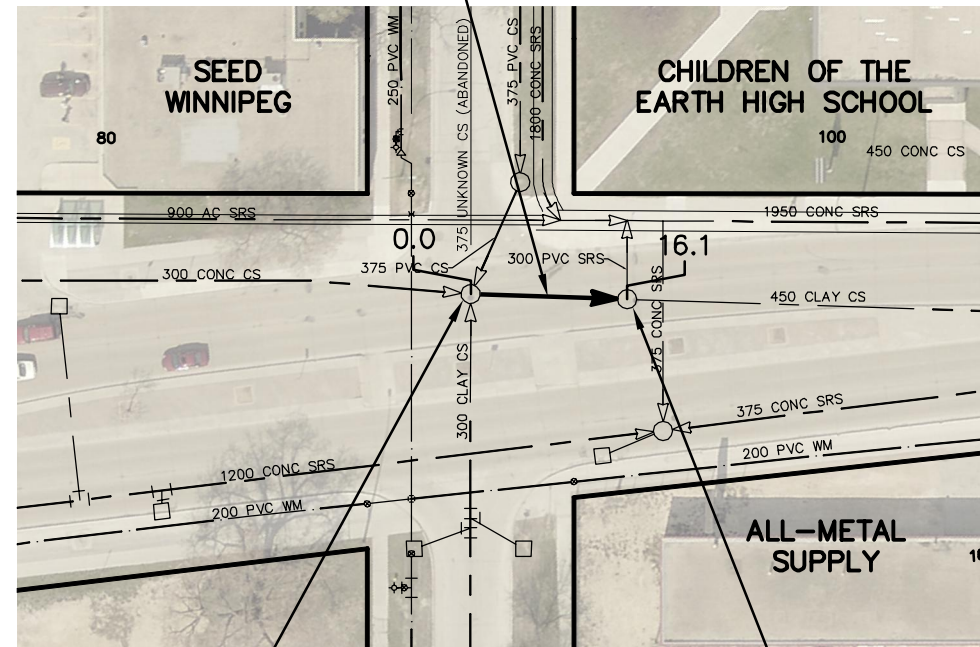 250 PVC WM
375 UNKNOWN CS (ABANDONED)
375 PVC CS
1800 CONC SRS
SEED
WINNIPEG
80
CHILDREN OF THE
EARTH HIGH SCHOOL
100
450 CONC CS
900 AC SRS
1950 CONC SRS
0.0
16.1
375 PVC CS
300 PVC SRS
300 CONC CS
450 CLAY CS
375 CONC SRS
300 CLAY CS
375 CONC SRS
1200 CONC SRS
200 PVC WM
200 PVC WM
ALL-METAL
SUPPLY